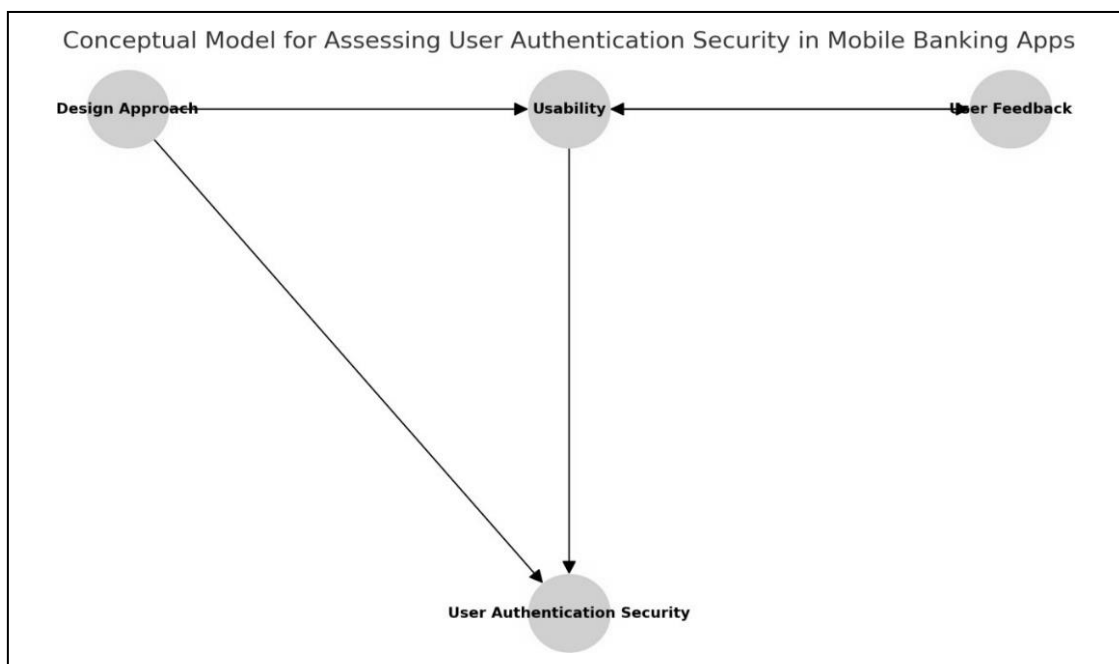 Conceptual Model for Assessing User Authentication Security in Mobile Banking Apps
Design Approach
Usability
User Feedback
User Authentication Security